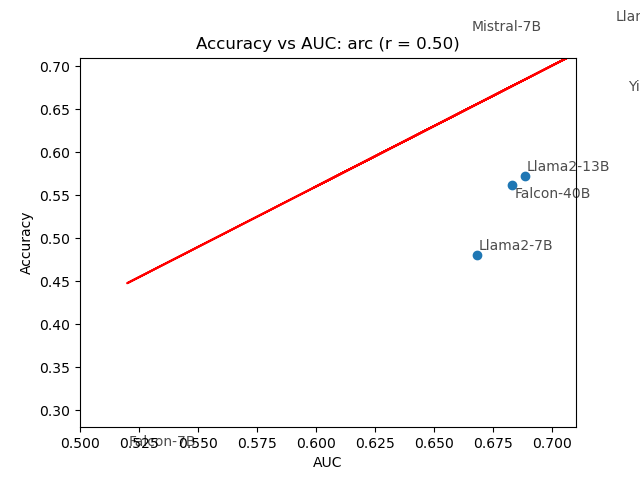 Llar
Mistral-7B
Accuracy vs AUC: arc (r = 0.50)
0.70
Yi
0.65
0.60
Llama2-13B
0.55
Falcon-40B
0.50
Llama2-7B
0.45
0.40
0.35
0.30
Accuracy
Falcon-7B
0.500 0.525 0.550 0.575 0.600 0.625 0.650 0.675 0.700
AUC